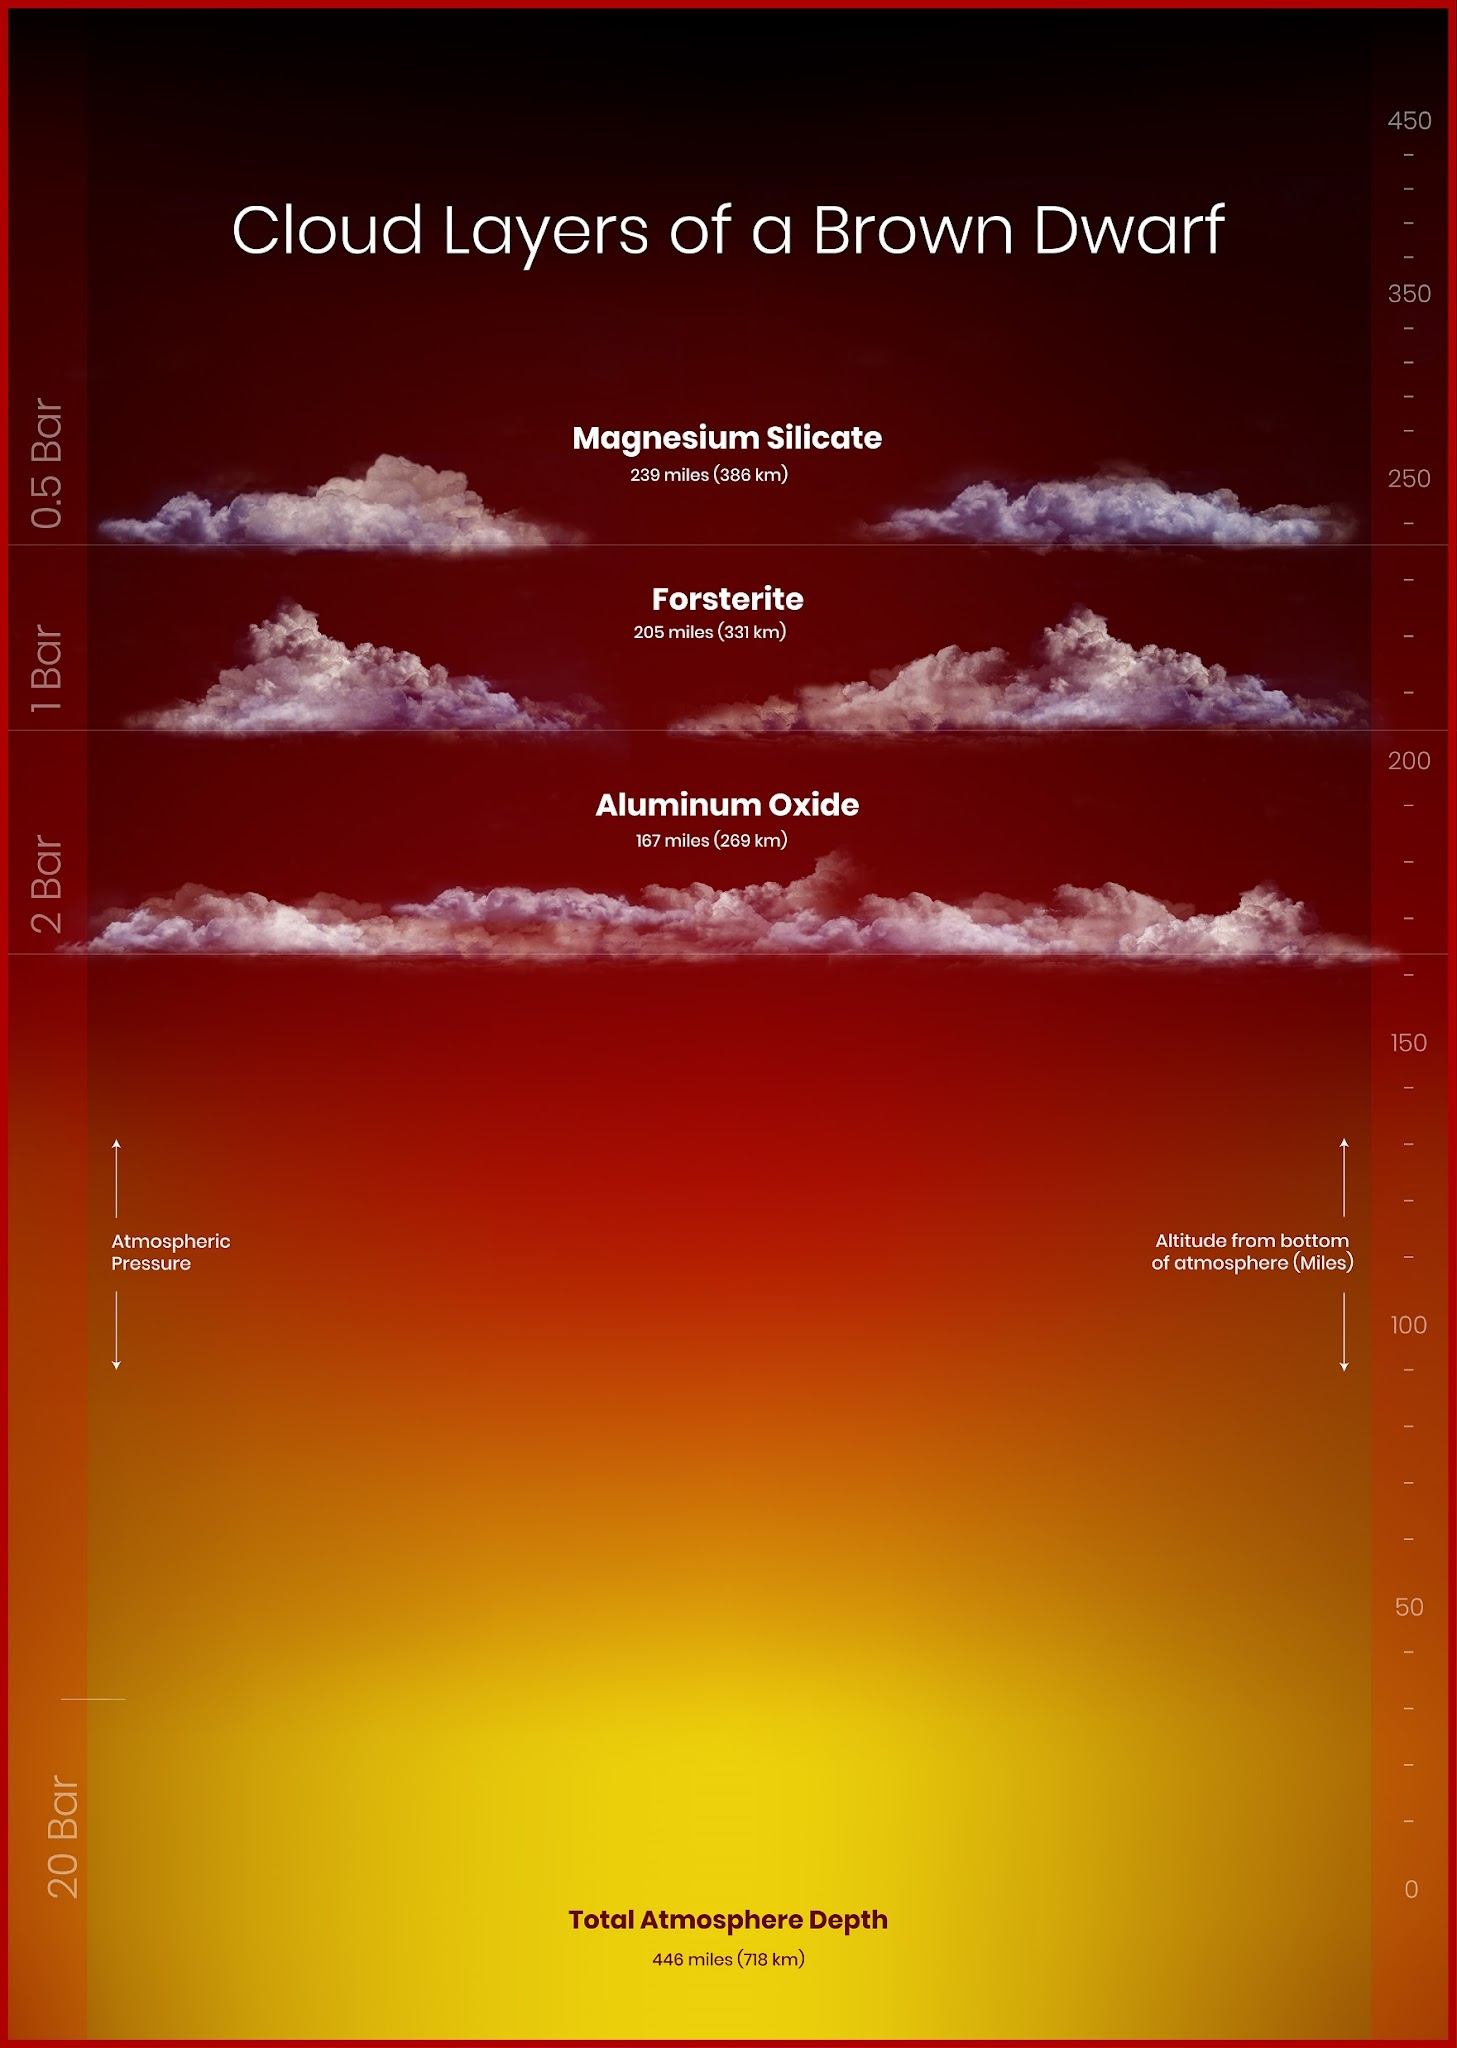 Cloud Layers of a Brown Dwarf
450
350
0.5 Bar
Magnesium Silicate
239 miles (386 km)
250
1 Bar
Forsterite
205 miles (331 km)
200
2 Bar
Aluminum Oxide
167 miles (269 km)
150
Atmospheric
Pressure
Altitude from bottom
of atmosphere (Miles)
100
50
20 Bar
0
Total Atmosphere Depth
446 miles (718 km)